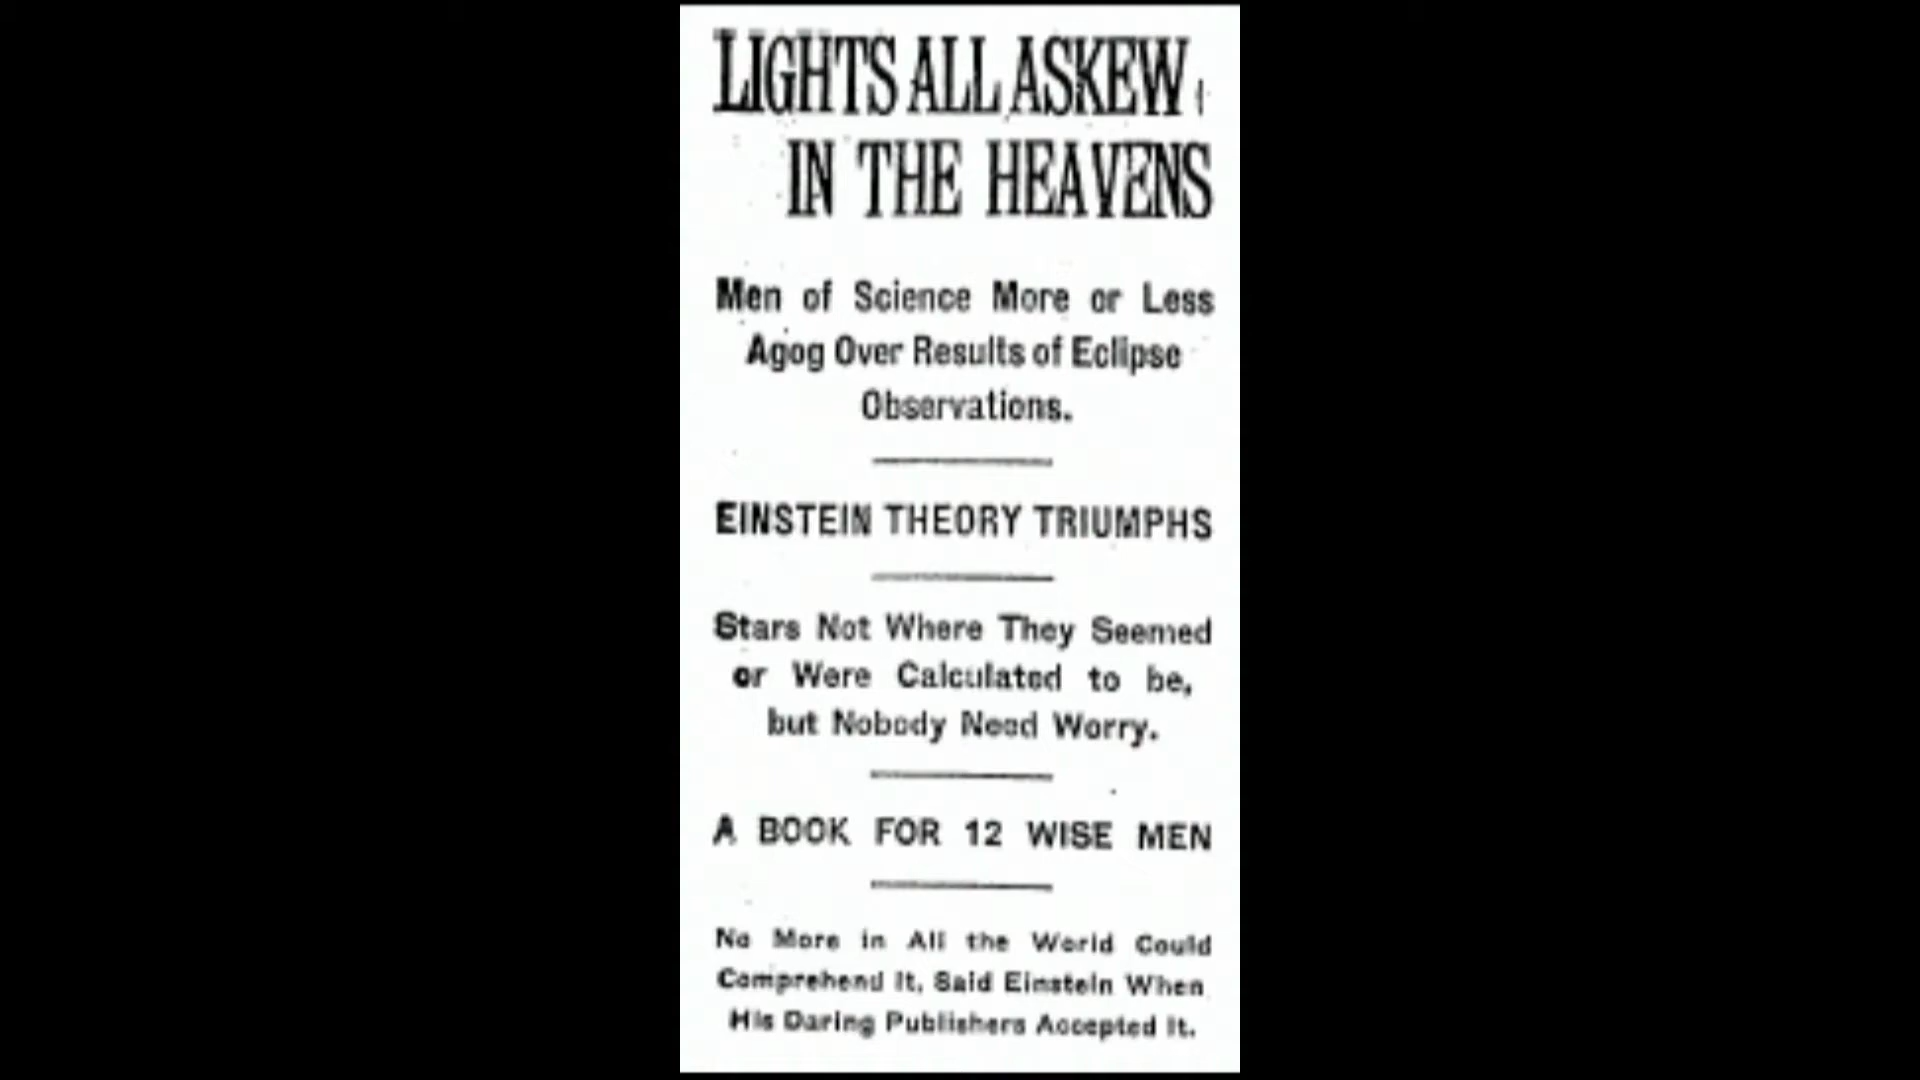 LIGHTS ALL ASKEW
IN THE HEAVENS
Men of Science More or Less
Agog Over Results of Eclipse
Observations.
EINSTEIN THEORY TRIUMPHS
Stars Not Where They Seemed
or Were Calculated to be,
but Nobody Need Worry.
A BOOK FOR 12 WISE MEN
No More in All the World Could
Comprehend It, Said Einstein When
His Daring Publishers Accepted It.